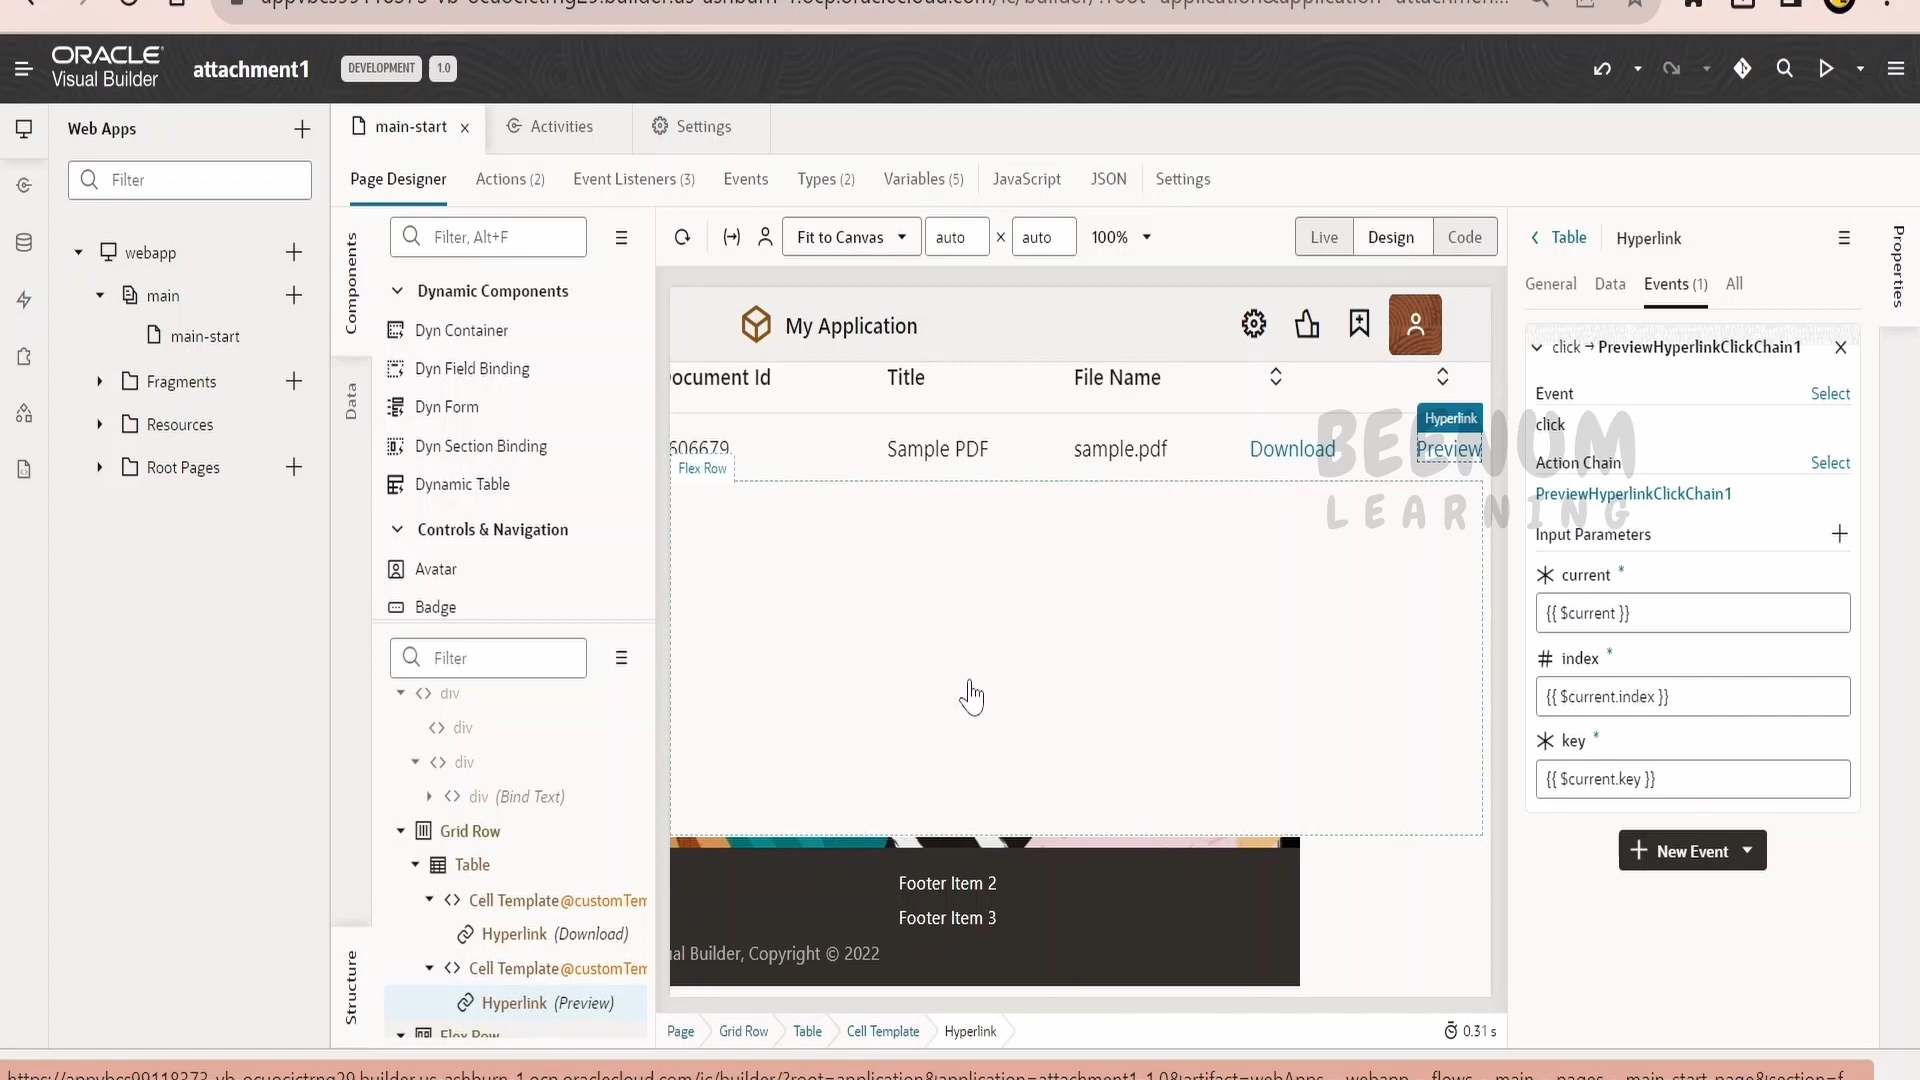 ORACLE
Visual Builder
attachment1
DEVELOPMENT
1.0
Web Apps
main-start
Activities
Settings
Filter
Page Designer
Actions (2)
Event Listeners (3)
Events
Types (2)
Variables (5)
JavaScript
JSON
Settings
webapp
main
main-start
Fragments
Resources
Root Pages
Components
Data
Structure
Filter, Alt+F
Dynamic Components
Dyn Container
Dyn Field Binding
Dyn Form
Dyn Section Binding
Dynamic Table
Controls & Navigation
Avatar
Badge
Filter
div
div
div
div (Bind Text)
Grid Row
Table
Cell Template@customTem
Hyperlink (Download)
Cell Template@customTem
Hyperlink (Preview)
Flex Row
Fit to Canvas
auto
x
auto
100%
Live
Design
Code
My Application
ocument Id
Title
File Name
Hyperlink
606679.
Sample PDF
sample.pdf
Download
Preview
Flex Row
BEENUM
LEARNING
Footer Item 2
Footer Item 3
al Builder, Copyright © 2022
Page
Grid Row
Table
Cell Template
Hyperlink
0.31 s
Table
Hyperlink
Properties
General
Data
Events (1)
All
click → PreviewHyperlinkClickChain1
Event
Select
click
Action Chain
Select
PreviewHyperlinkClickChain1
Input Parameters
current *
{{ $current }}
# index *
{{ $current.index }}
key *
{{ $current.key }}
New Event